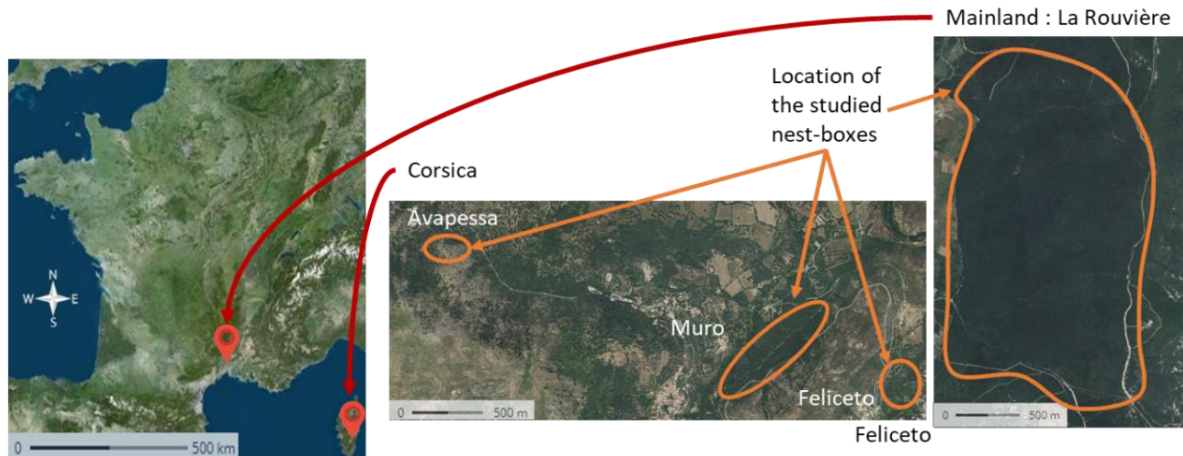 Mainland : La Rouvière
Location of
the studied
nest-boxes
Corsica
Avapessa
N
W E
S
Muro
Feliceto
Feliceto
0 500 km
0 500 m
0 500 m